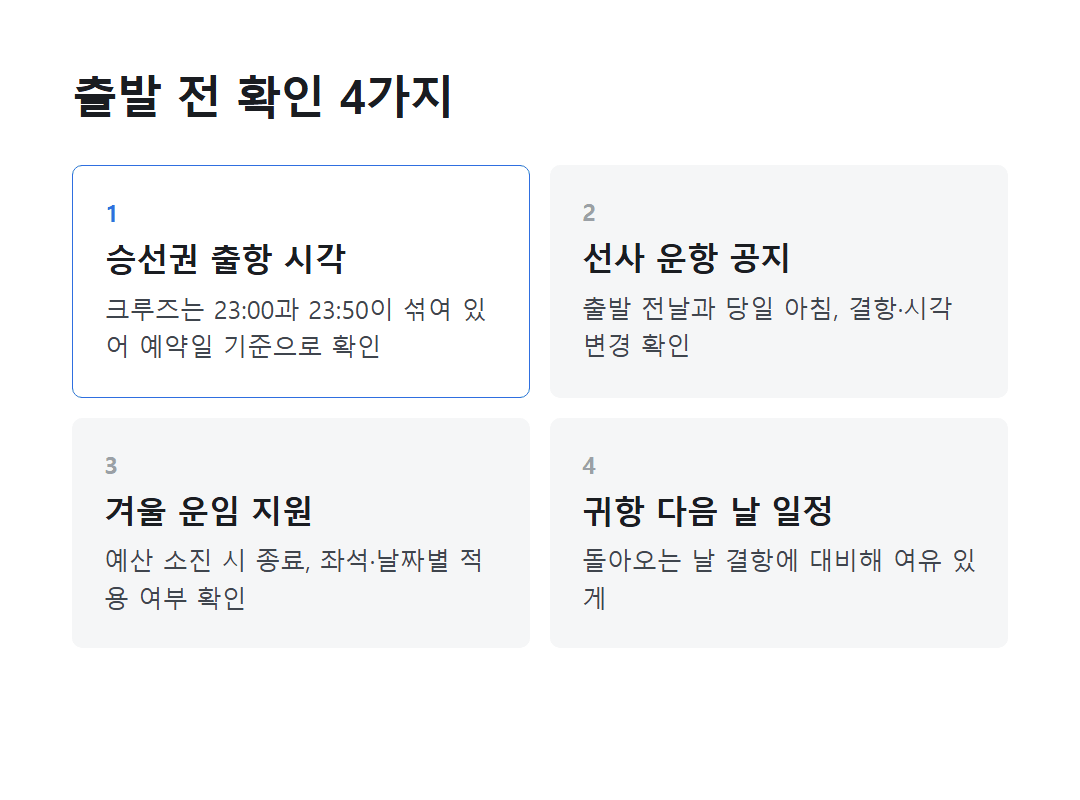 출발 전 확인 4가지
1
승선권 출항 시각
크루즈는 23:00과 23:50이 섞여 있
어 예약일 기준으로 확인
2
선사 운항 공지
출발 전날과 당일 아침, 결항·시각
변경 확인
3
겨울 운임 지원
예산 소진 시 종료, 좌석·날짜별 적
용 여부 확인
4
귀항 다음 날 일정
돌아오는 날 결항에 대비해 여유 있
게